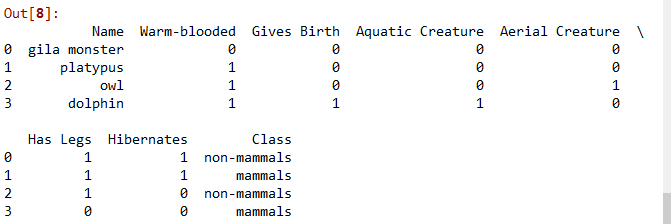 Out[8]:
Name Warm-blooded Gives Birth Aquatic Creature Aerial Creature \
0 gila monster 0 0 0 0
1 platypus 1 0 0 0
2 owl 1 0 0 1
3 dolphin 1 1 1 0
Has Legs Hibernates Class
0 1 1 non-mammals
1 1 1 mammals
2 1 0 non-mammals
3 0 0 mammals